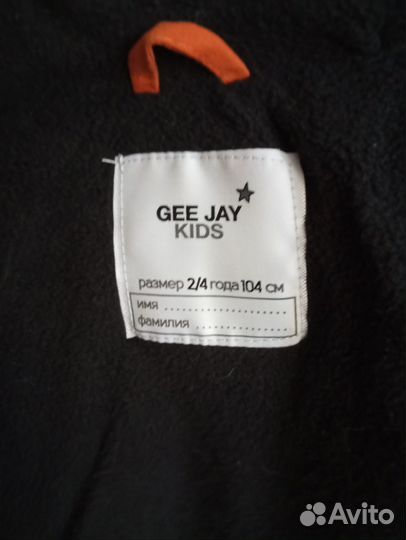 GEE JAY
KIDS
размер 2/4 года 104 см
имя ....................
фамилия ................
Avito